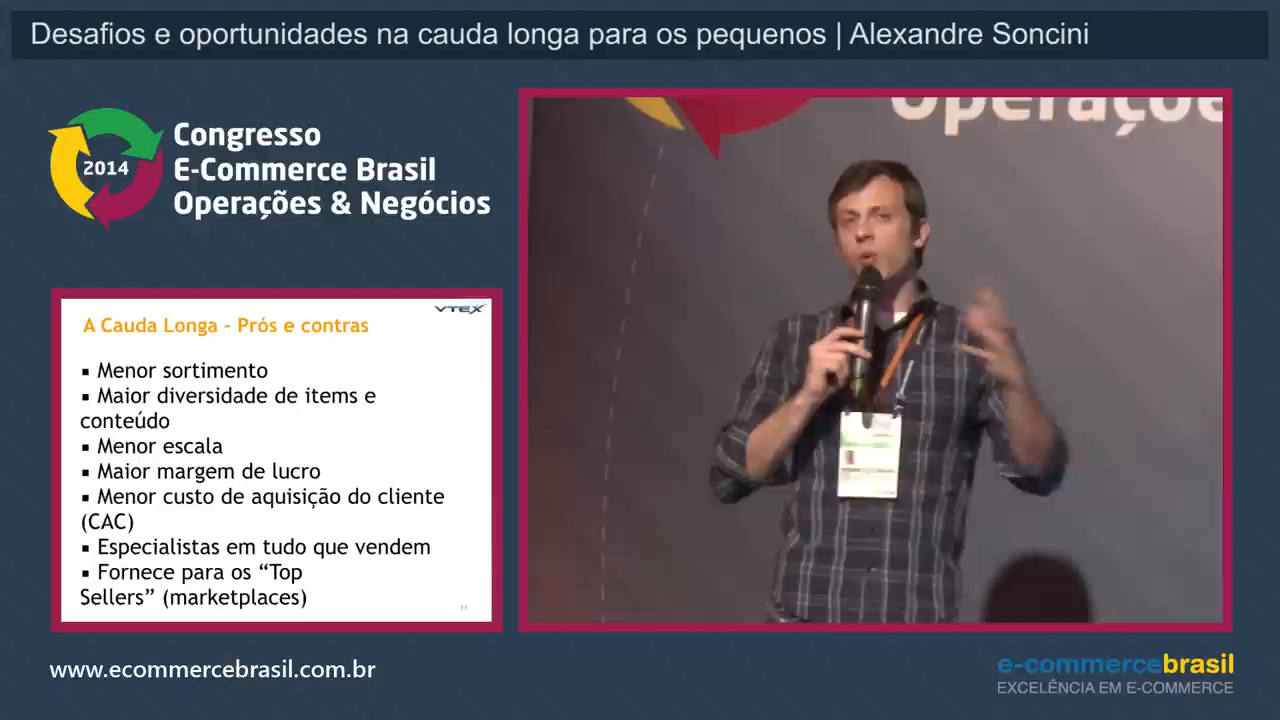 Desafios e oportunidades na cauda longa para os pequenos | Alexandre Soncini
2014
Congresso
E-Commerce Brasil
Operações & Negócios
Operações
VTEX
A Cauda Longa - Prós e contras
▪ Menor sortimento
▪ Maior diversidade de items e
conteúdo
▪ Menor escala
▪ Maior margem de lucro
▪ Menor custo de aquisição do cliente
(CAC)
▪ Especialistas em tudo que vendem
▪ Fornece para os “Top
Sellers” (marketplaces)
www.ecommercebrasil.com.br
e-commercebrasil
EXCELÊNCIA EM E-COMMERCE